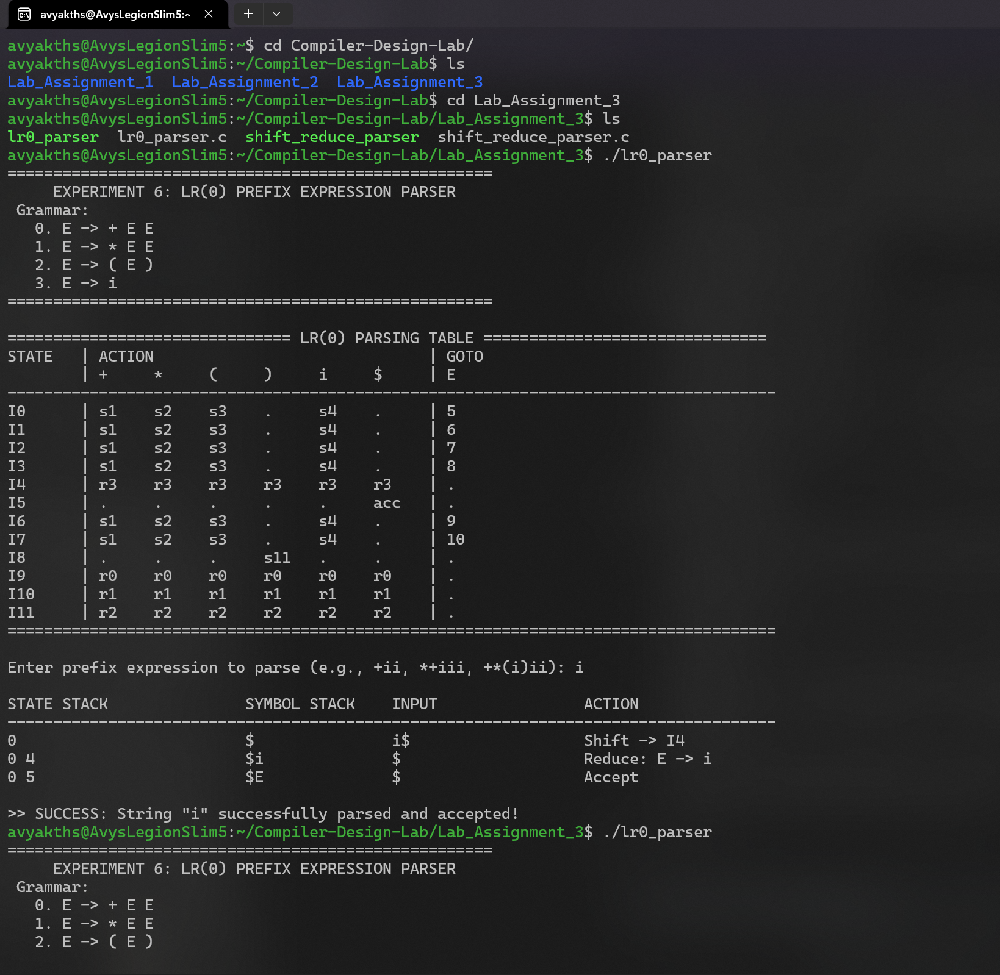 avyakths@AvysLegionSlim5:~
avyakths@AvysLegionSlim5:~$ cd Compiler-Design-Lab/
avyakths@AvysLegionSlim5:~/Compiler-Design-Lab$ ls
Lab_Assignment_1  Lab_Assignment_2  Lab_Assignment_3
avyakths@AvysLegionSlim5:~/Compiler-Design-Lab$ cd Lab_Assignment_3
avyakths@AvysLegionSlim5:~/Compiler-Design-Lab/Lab_Assignment_3$ ls
lr0_parser  lr0_parser.c  shift_reduce_parser  shift_reduce_parser.c
avyakths@AvysLegionSlim5:~/Compiler-Design-Lab/Lab_Assignment_3$ ./lr0_parser
=====================================================
     EXPERIMENT 6: LR(0) PREFIX EXPRESSION PARSER
 Grammar:
   0. E -> + E E
   1. E -> * E E
   2. E -> ( E )
   3. E -> i
=====================================================

=============================== LR(0) PARSING TABLE ===============================
STATE   | ACTION                              | GOTO
        | +     *     (     )     i     $     | E
------------------------------------------------------------------------------------
I0      | s1    s2    s3    .     s4    .     | 5
I1      | s1    s2    s3    .     s4    .     | 6
I2      | s1    s2    s3    .     s4    .     | 7
I3      | s1    s2    s3    .     s4    .     | 8
I4      | r3    r3    r3    r3    r3    r3    | .
I5      | .     .     .     .     .     acc   | .
I6      | s1    s2    s3    .     s4    .     | 9
I7      | s1    s2    s3    .     s4    .     | 10
I8      | .     .     .     s11   .     .     | .
I9      | r0    r0    r0    r0    r0    r0    | .
I10     | r1    r1    r1    r1    r1    r1    | .
I11     | r2    r2    r2    r2    r2    r2    | .
====================================================================================

Enter prefix expression to parse (e.g., +ii, *+iii, +*(i)ii): i

STATE STACK               SYMBOL STACK    INPUT                ACTION
------------------------------------------------------------------------------------
0                         $               i$                   Shift -> I4
0 4                       $i              $                    Reduce: E -> i
0 5                       $E              $                    Accept

>> SUCCESS: String "i" successfully parsed and accepted!
avyakths@AvysLegionSlim5:~/Compiler-Design-Lab/Lab_Assignment_3$ ./lr0_parser
=====================================================
     EXPERIMENT 6: LR(0) PREFIX EXPRESSION PARSER
 Grammar:
   0. E -> + E E
   1. E -> * E E
   2. E -> ( E )